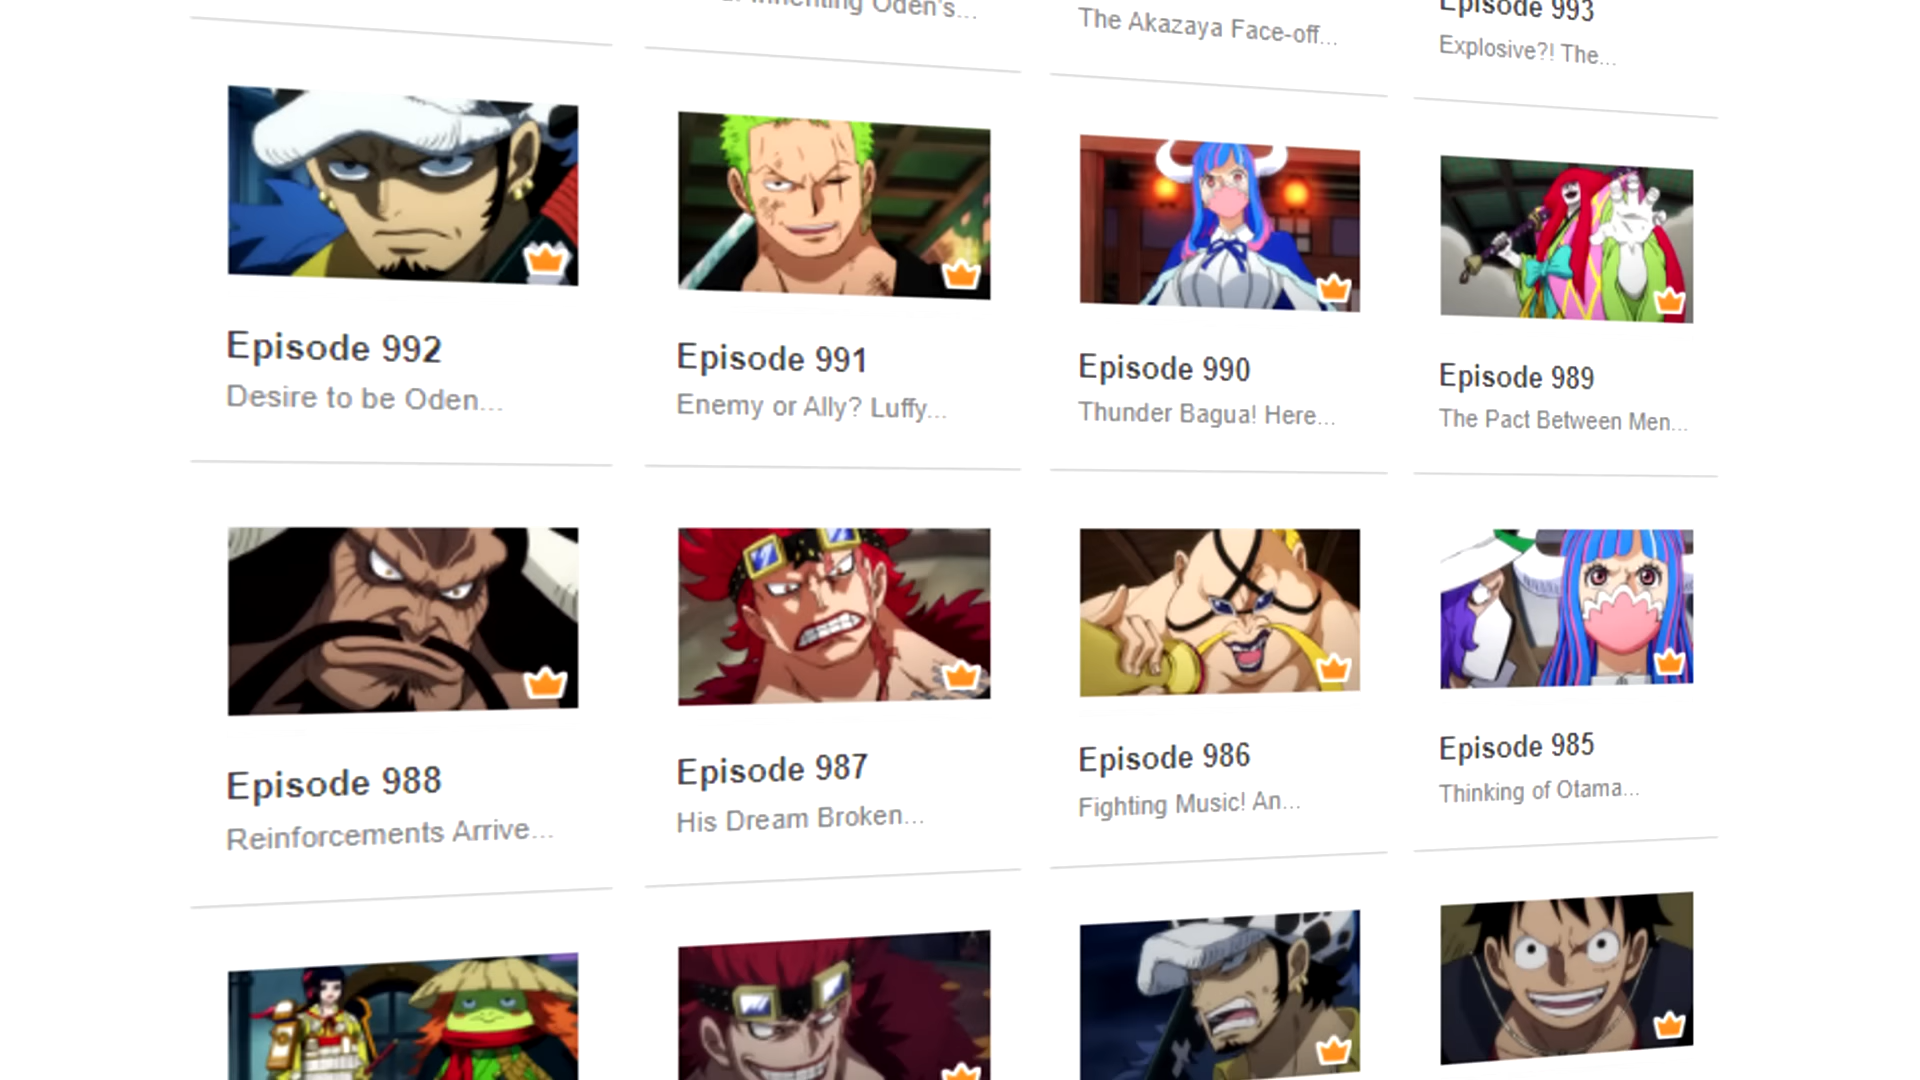 Inheriting Oden's...
The Akazaya Face-off...
Episode 993
Explosive?! The...
Episode 992
Desire to be Oden...
Episode 991
Enemy or Ally? Luffy...
Episode 990
Thunder Bagua! Here...
Episode 989
The Pact Between Men...
Episode 988
Reinforcements Arrive...
Episode 987
His Dream Broken...
Episode 986
Fighting Music! An...
Episode 985
Thinking of Otama...